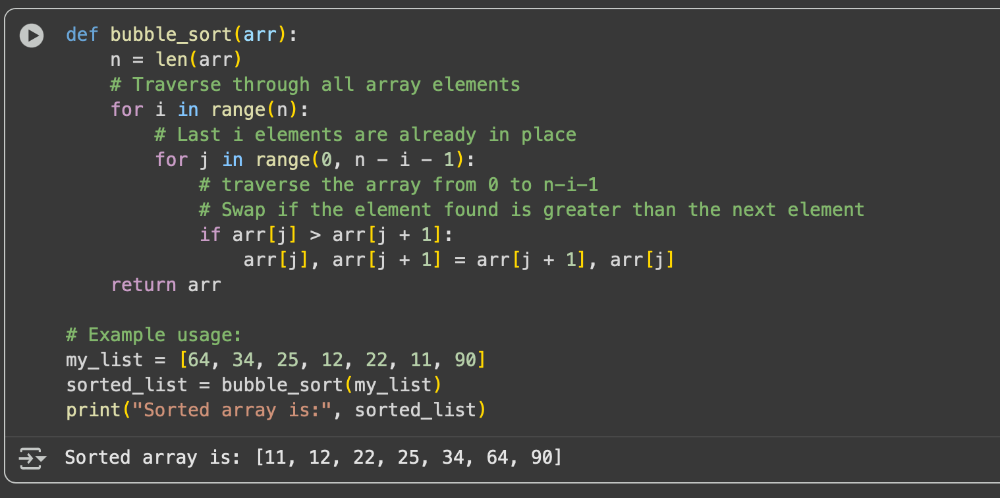 def bubble_sort(arr):
    n = len(arr)
    # Traverse through all array elements
    for i in range(n):
        # Last i elements are already in place
        for j in range(0, n - i - 1):
            # traverse the array from 0 to n-i-1
            # Swap if the element found is greater than the next element
            if arr[j] > arr[j + 1]:
                arr[j], arr[j + 1] = arr[j + 1], arr[j]
    return arr

# Example usage:
my_list = [64, 34, 25, 12, 22, 11, 90]
sorted_list = bubble_sort(my_list)
print("Sorted array is:", sorted_list)
Sorted array is: [11, 12, 22, 25, 34, 64, 90]